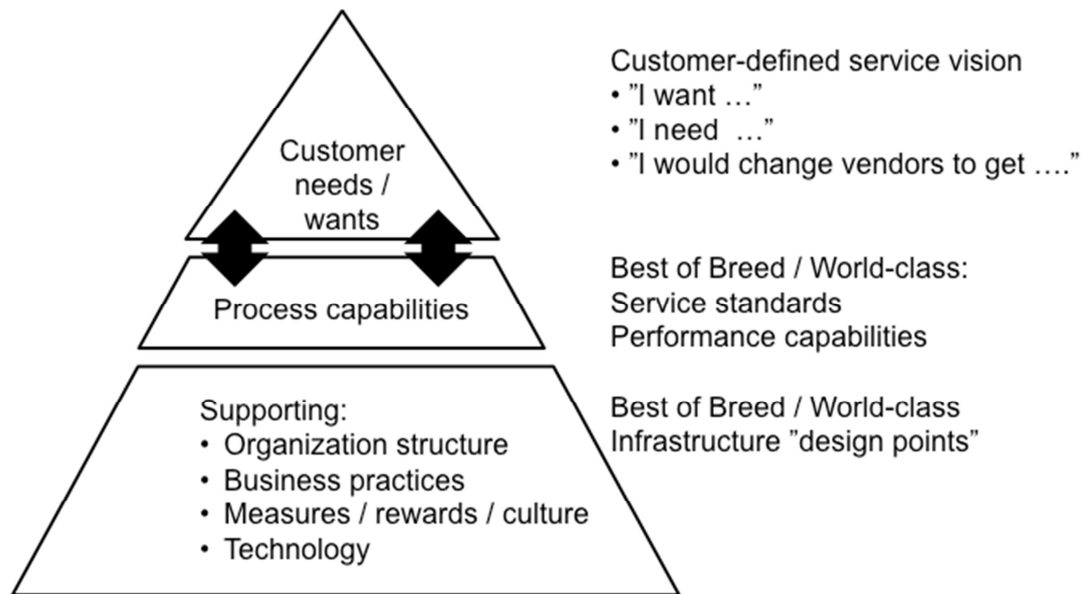 Customer
needs /
wants
Customer-defined service vision
• ”I want …”
• ”I need  …”
• ”I would change vendors to get ….”
Process capabilities
Best of Breed / World-class:
Service standards
Performance capabilities
Supporting:
• Organization structure
• Business practices
• Measures / rewards / culture
• Technology
Best of Breed / World-class
Infrastructure ”design points”